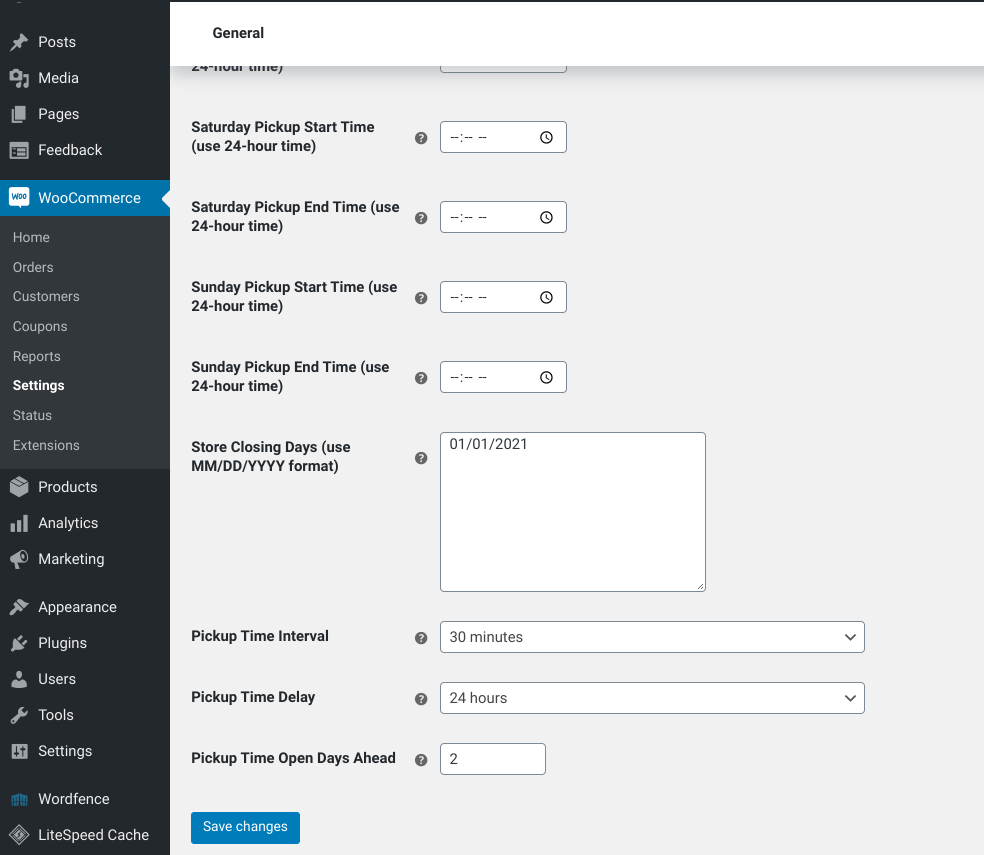 Posts
Media
Pages
Feedback
WOO WooCommerce
Home
Orders
Customers
Coupons
Reports
Settings
Status
Extensions
Products
Analytics
Marketing
Appearance
Plugins
Users
Tools
Settings
Wordfence
LiteSpeed Cache
General
24-hour time)
Saturday Pickup Start Time
(use 24-hour time)
? --:-- --
Saturday Pickup End Time (use
24-hour time)
? --:-- --
Sunday Pickup Start Time (use
24-hour time)
? --:-- --
Sunday Pickup End Time (use
24-hour time)
? --:-- --
Store Closing Days (use
MM/DD/YYYY format)
? 01/01/2021
Pickup Time Interval ? 30 minutes
Pickup Time Delay ? 24 hours
Pickup Time Open Days Ahead ? 2
Save changes